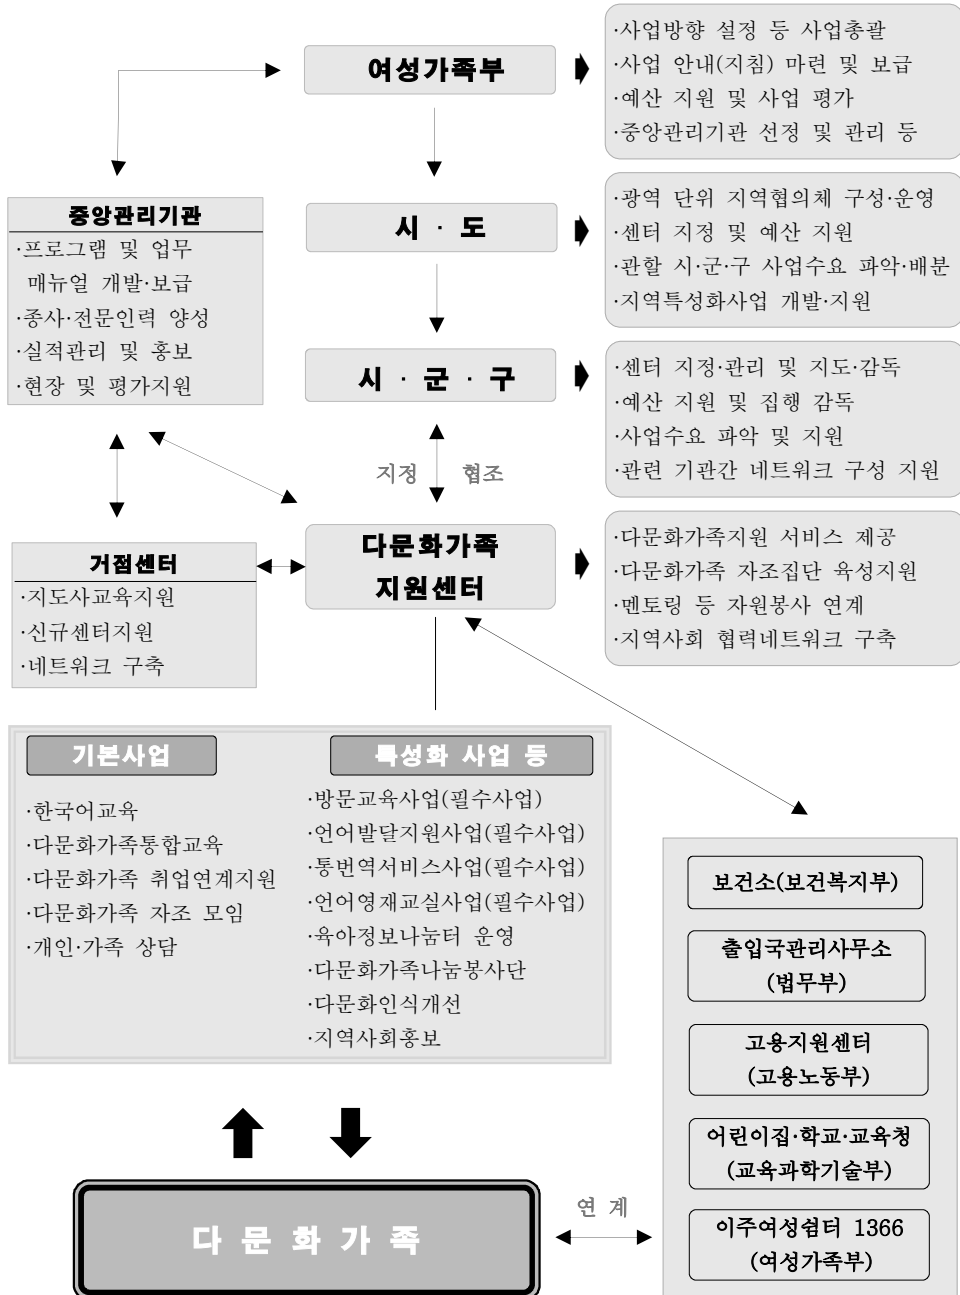 여성가족부
·사업방향 설정 등 사업총괄
·사업 안내(지침) 마련 및 보급
·예산 지원 및 사업 평가
·중앙관리기관 선정 및 관리 등
중앙관리기관
·프로그램 및 업무
매뉴얼 개발·보급
·종사·전문인력 양성
·실적관리 및 홍보
·현장 및 평가지원
시 · 도
·광역 단위 지역협의체 구성·운영
·센터 지정 및 예산 지원
·관할 시·군·구 사업수요 파악·배분
·지역특성화사업 개발·지원
시 · 군 · 구
·센터 지정·관리 및 지도·감독
·예산 지원 및 집행 감독
·사업수요 파악 및 지원
·관련 기관간 네트워크 구성 지원
지정 협조
거점센터
·지도사교육지원
·신규센터지원
·네트워크 구축
다문화가족
지원센터
·다문화가족지원 서비스 제공
·다문화가족 자조집단 육성지원
·멘토링 등 자원봉사 연계
·지역사회 협력네트워크 구축
기본사업
·한국어교육
·다문화가족통합교육
·다문화가족 취업연계지원
·다문화가족 자조 모임
·개인·가족 상담
특성화 사업 등
·방문교육사업(필수사업)
·언어발달지원사업(필수사업)
·통번역서비스사업(필수사업)
·언어영재교실사업(필수사업)
·육아정보나눔터 운영
·다문화가족나눔봉사단
·다문화인식개선
·지역사회홍보
보건소(보건복지부)
출입국관리사무소
(법무부)
고용지원센터
(고용노동부)
어린이집·학교·교육청
(교육과학기술부)
이주여성쉼터 1366
(여성가족부)
다 문 화 가 족
연 계